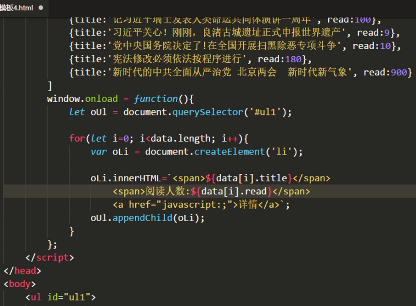 模板4.html
{title:'记习近平瑞士发表人类命运共同体演讲一周年', read:100},
{title:'习近平关心！刚刚，良渚古城遗址正式申报世界遗产', read:9},
{title:'党中央国务院决定了!在全国开展扫黑除恶专项斗争', read:10},
{title:'宪法修改必须依法按程序进行', read:180},
{title:'新时代的中共全面从严治党 北京两会 新时代新气象', read:900}
]
window.onload = function(){
let oUl = document.querySelector('#ul1');
for(let i=0; i<data.length; i++){
var oLi = document.createElement('li');
oLi.innerHTML=`<span>${data[i].title}</span>
<span>阅读人数:${data[i].read}</span>
<a href="javascript:;">详情</a>`;
oUl.appendChild(oLi);
}
};
</script>
</head>
<body>
<ul id="ul1">